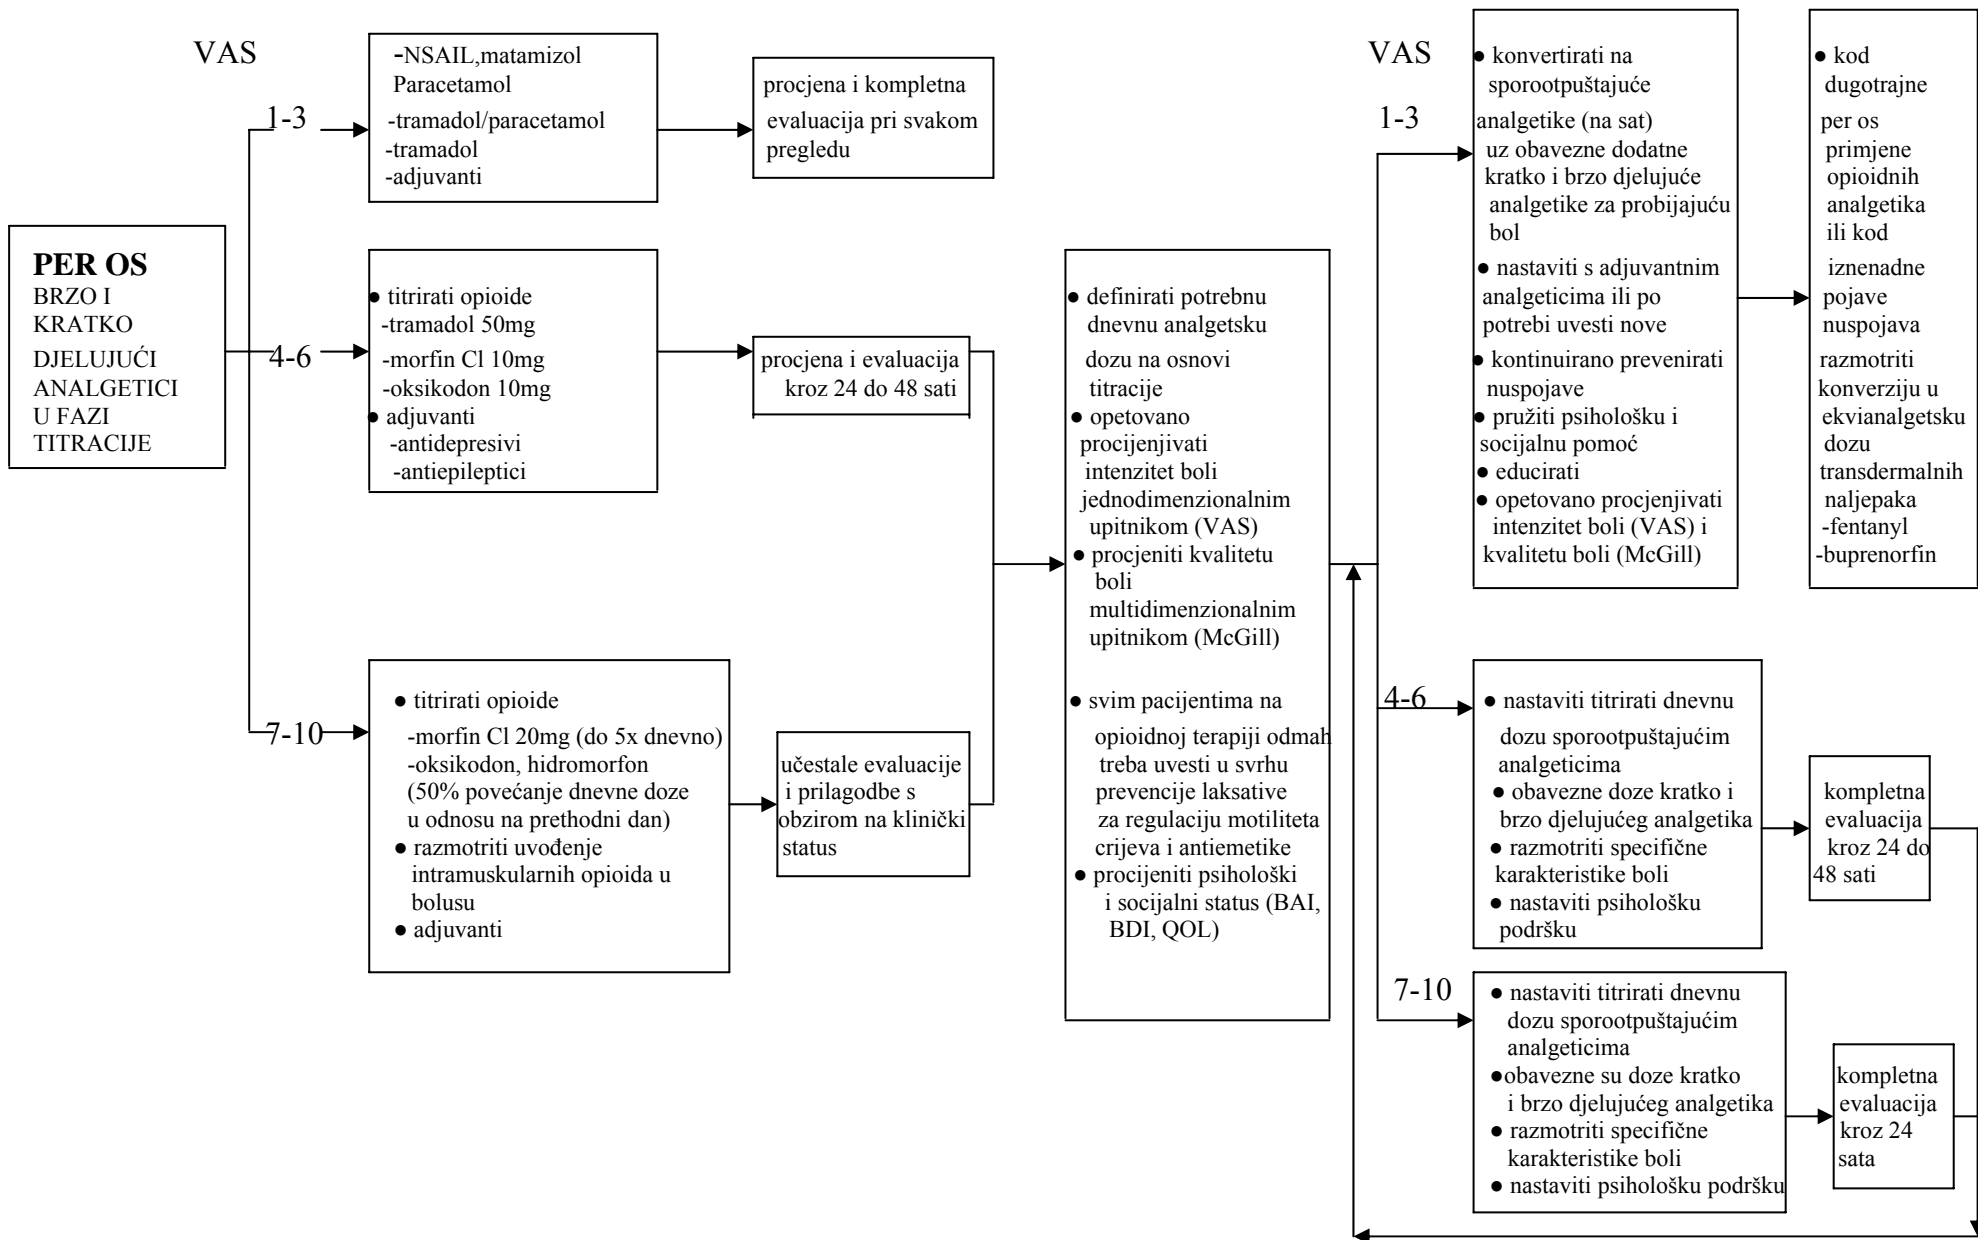 VAS
-NSAIL,matamizol
Paracetamol
-tramadol/paracetamol
-tramadol
-adjuvanti
1-3
procjena i kompletna
evaluacija pri svakom
pregledu
PER OS
BRZO I
KRATKO
DJELUJUĆI
ANALGETICI
U FAZI
TITRACIJE
4-6
● titrirati opioide
-tramadol 50mg
-morfin Cl 10mg
-oksikodon 10mg
● adjuvanti
-antidepresivi
-antiepileptici
procjena i evaluacija
kroz 24 do 48 sati
7-10
● titrirati opioide
-morfin Cl 20mg (do 5x dnevno)
-oksikodon, hidromorfon
(50% povećanje dnevne doze
u odnosu na prethodni dan)
● razmotriti uvođenje
intramuskularnih opioida u
bolusu
● adjuvanti
učestale evaluacije
i prilagodbe s
obzirom na klinički
status
● definirati potrebnu
dnevnu analgetsku
dozu na osnovi
titracije
● opetovano
procijenjivati
intenzitet boli
jednodimenzionalnim
upitnikom (VAS)
● procjeniti kvalitetu
boli
multidimenzionalnim
upitnikom (McGill)
● svim pacijentima na
opioidnoj terapiji odmah
treba uvesti u svrhu
prevencije laksative
za regulaciju motiliteta
crijeva i antiemetike
● procijeniti psihološki
i socijalni status (BAI,
BDI, QOL)
VAS
1-3
● konvertirati na
sporootpuštajuće
analgetike (na sat)
uz obavezne dodatne
kratko i brzo djelujuće
analgetike za probijajuću
bol
● nastaviti s adjuvantnim
analgeticima ili po
potrebi uvesti nove
● kontinuirano prevenirati
nuspojave
● pružiti psihološku i
socijalnu pomoć
● educirati
● opetovano procjenjivati
intenzitet boli (VAS) i
kvalitetu boli (McGill)
● kod
dugotrajne
per os
primjene
opioidnih
analgetika
ili kod
iznenadne
pojave
nuspojava
razmotriti
konverziju u
ekvianalgetsku
dozu
transdermalnih
naljepaka
-fentanyl
-buprenorfin
4-6
● nastaviti titrirati dnevnu
dozu sporootpuštajućim
analgeticima
● obavezne doze kratko i
brzo djelujućeg analgetika
● razmotriti specifične
karakteristike boli
● nastaviti psihološku
podršku
kompletna
evaluacija
kroz 24 do
48 sati
7-10
● nastaviti titrirati dnevnu
dozu sporootpuštajućim
analgeticima
●obavezne su doze kratko
i brzo djelujućeg analgetika
● razmotriti specifične
karakteristike boli
● nastaviti psihološku podršku
kompletna
evaluacija
kroz 24
sata